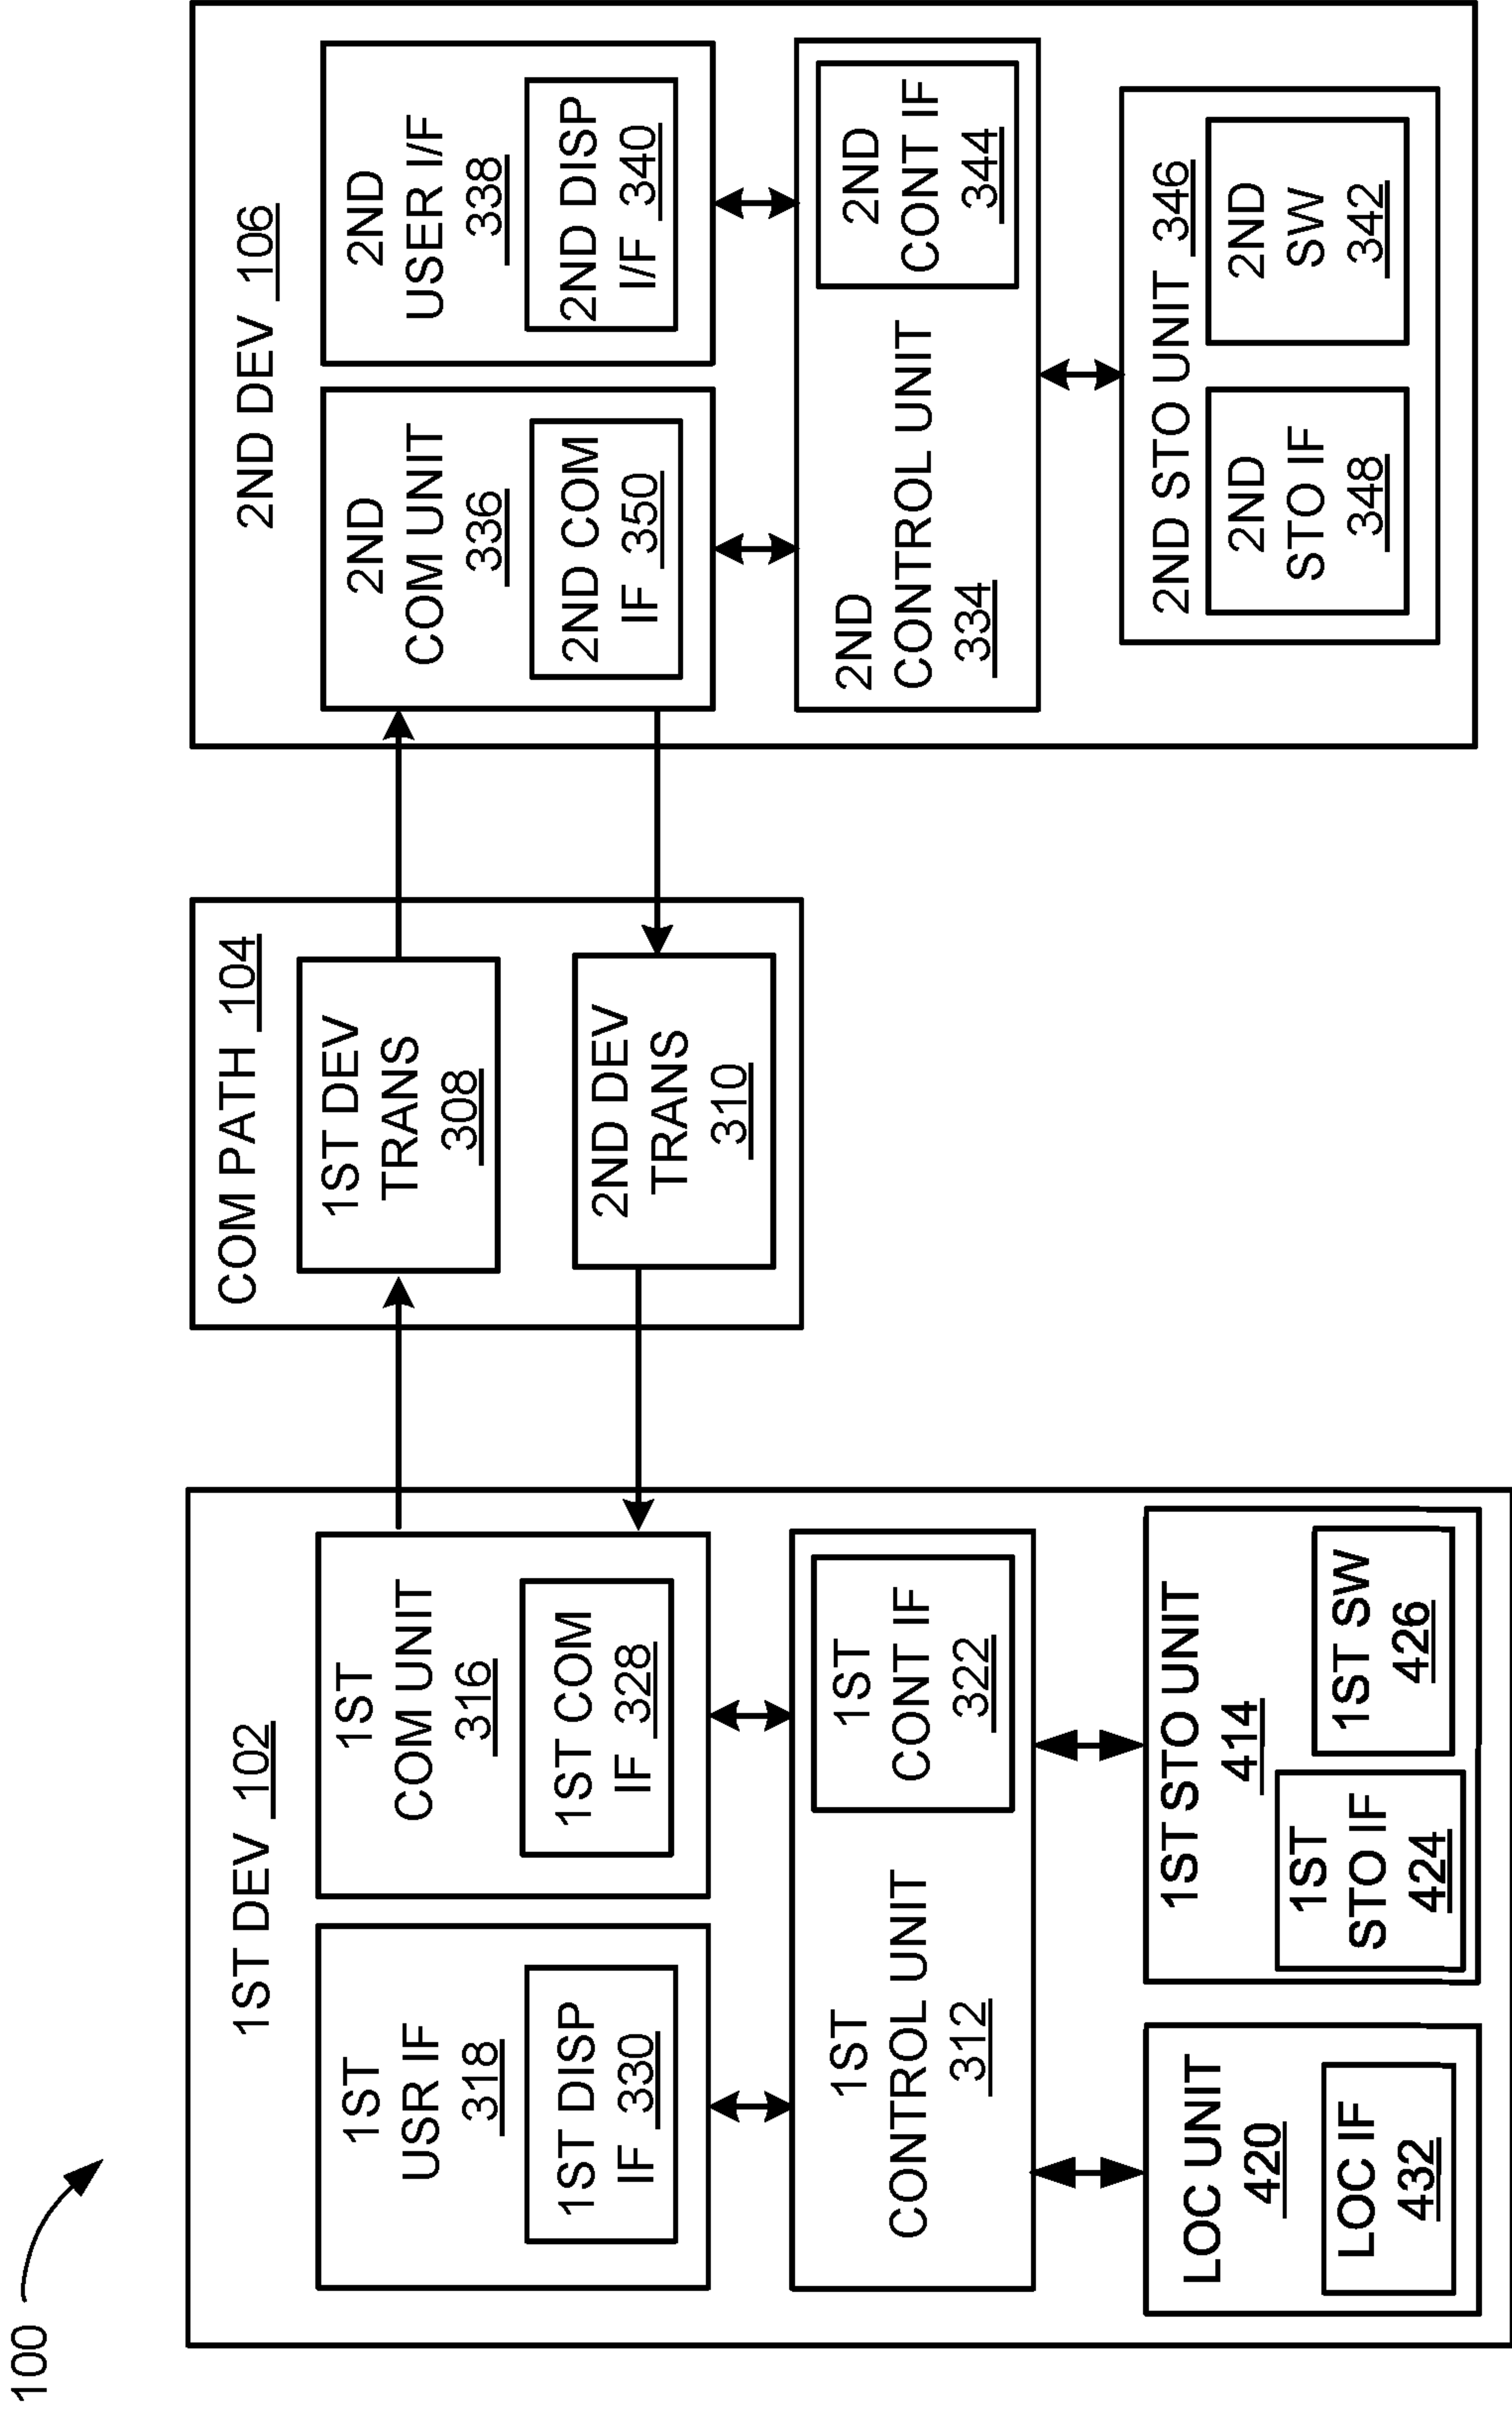 100
1ST DEV 102
1ST
USR IF
318
1ST DISP
IF 330
1ST
COM UNIT
316
1ST COM
IF 328
1ST
CONTROL UNIT
312
1ST
CONT IF
322
LOC UNIT
420
LOC IF
432
1ST STO UNIT
414
1ST
STO IF
424
1ST SW
426
COM PATH 104
1ST DEV
TRANS
308
2ND DEV
TRANS
310
2ND DEV 106
2ND
COM UNIT
336
2ND COM
IF 350
2ND
USER I/F
338
2ND DISP
I/F 340
2ND
CONTROL UNIT
334
2ND
CONT IF
344
2ND STO UNIT 346
2ND
STO IF
348
2ND
SW
342